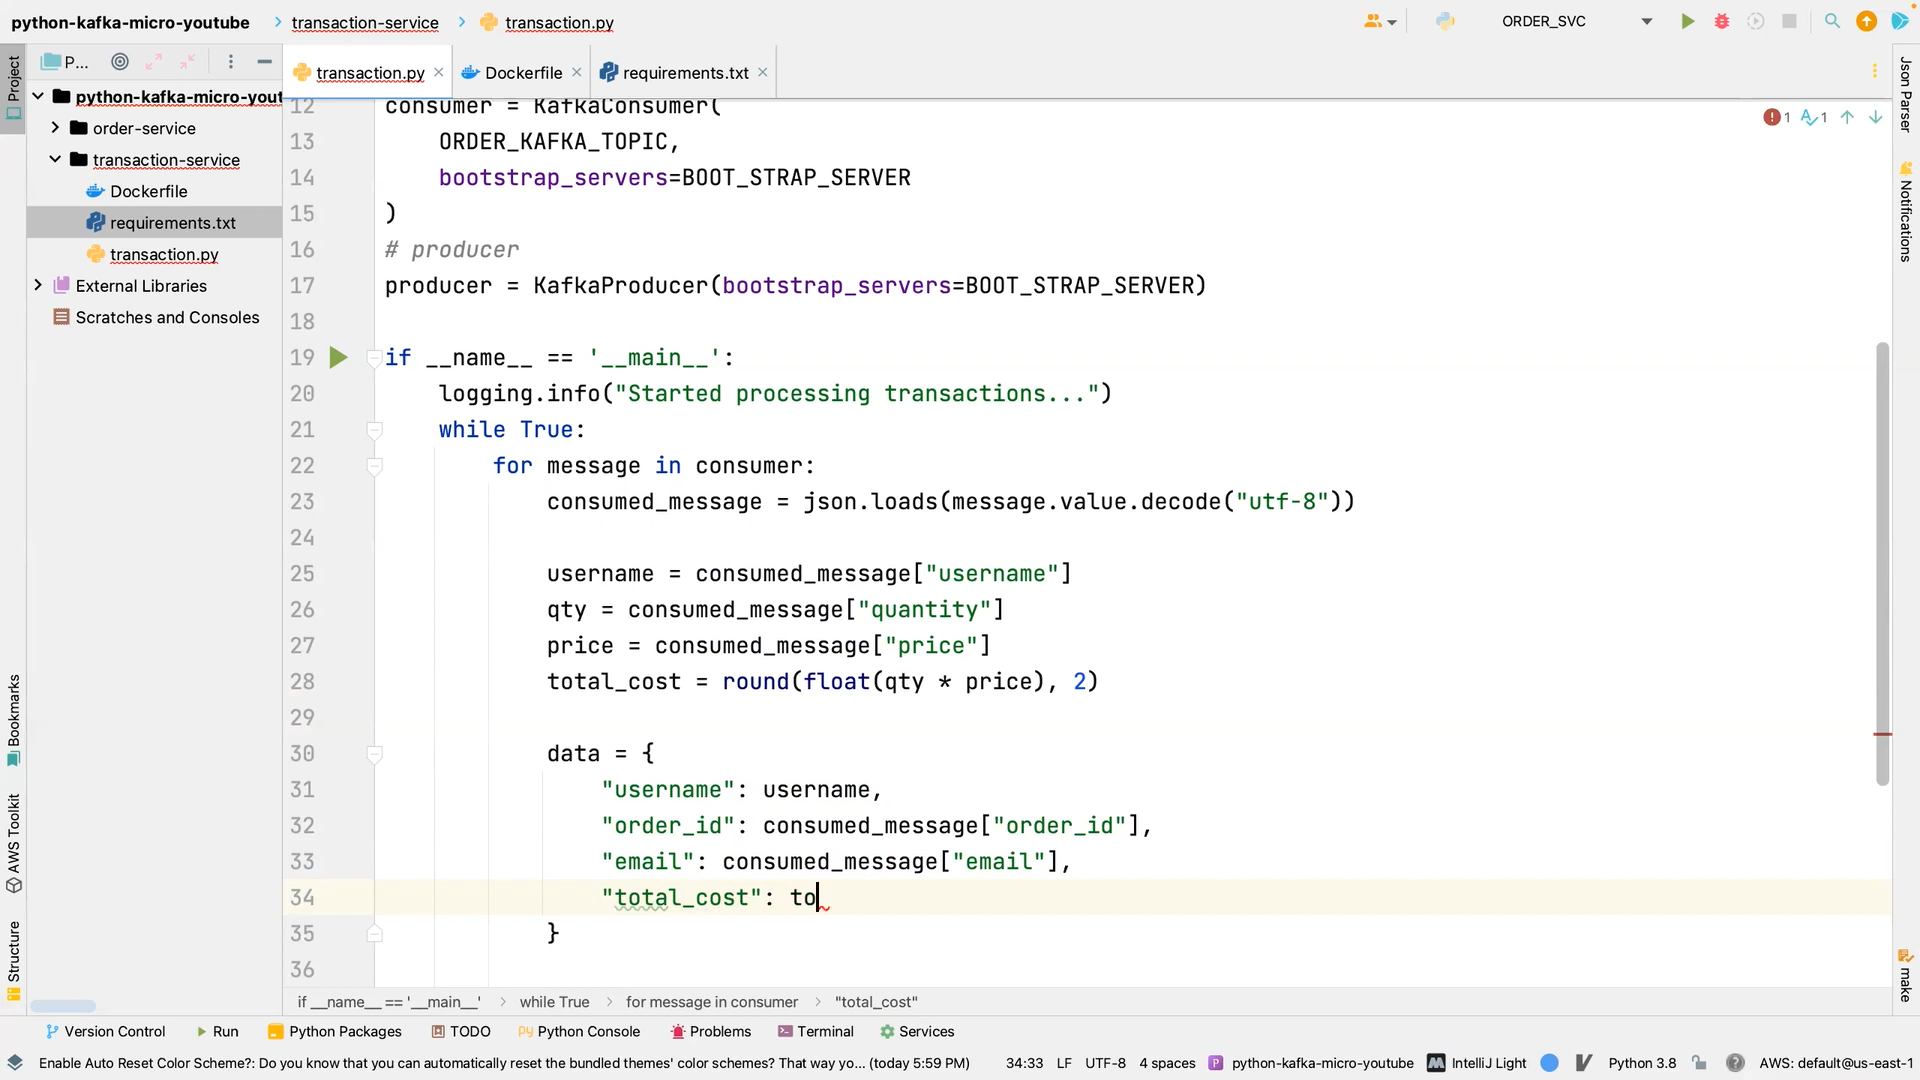 python-kafka-micro-youtube
transaction-service
transaction.py
ORDER_SVC
Project
P...
transaction.py
Dockerfile
requirements.txt
python-kafka-micro-yout
order-service
transaction-service
Dockerfile
requirements.txt
transaction.py
External Libraries
Scratches and Consoles
12 consumer = KafkaConsumer(
13 ORDER_KAFKA_TOPIC,
14 bootstrap_servers=BOOT_STRAP_SERVER
15 )
16 # producer
17 producer = KafkaProducer(bootstrap_servers=BOOT_STRAP_SERVER)
18
19 if __name__ == '__main__':
20 logging.info("Started processing transactions...")
21 while True:
22 for message in consumer:
23 consumed_message = json.loads(message.value.decode("utf-8"))
24
25 username = consumed_message["username"]
26 qty = consumed_message["quantity"]
27 price = consumed_message["price"]
28 total_cost = round(float(qty * price), 2)
29
30 data = {
31 "username": username,
32 "order_id": consumed_message["order_id"],
33 "email": consumed_message["email"],
34 "total_cost": to
35 }
36
1 1
Json Parser
Notifications
make
Bookmarks
AWS Toolkit
Structure
if __name__ == '__main__' > while True > for message in consumer > "total_cost"
Version Control Run Python Packages TODO Python Console Problems Terminal Services
Enable Auto Reset Color Scheme?: Do you know that you can automatically reset the bundled themes' color schemes? That way yo... (today 5:59 PM) 34:33 LF UTF-8 4 spaces python-kafka-micro-youtube IntelliJ Light Python 3.8 AWS: default@us-east-1